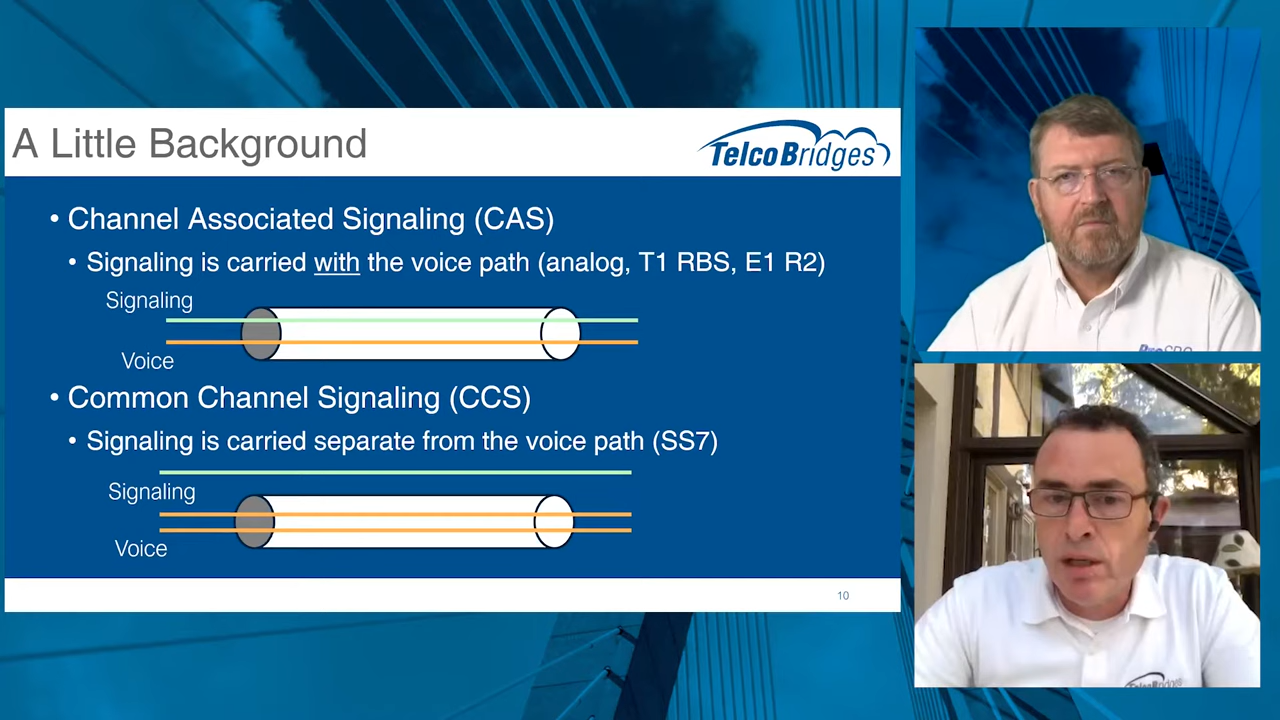 A Little Background
TelcoBridges
• Channel Associated Signaling (CAS)
• Signaling is carried with the voice path (analog, T1 RBS, E1 R2)
Signaling
Voice
• Common Channel Signaling (CCS)
• Signaling is carried separate from the voice path (SS7)
Signaling
Voice
10
TelcoBridges